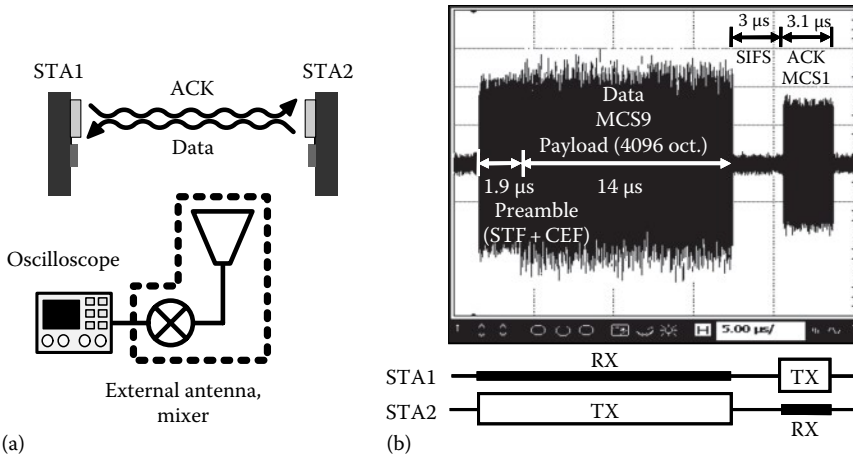 STA1
STA2
ACK
Data
Oscilloscope
External antenna,
mixer
(a)
3 µs
3.1 µs
SIFS
ACK
MCS1
Data
MCS9
Payload (4096 oct.)
1.9 µs
14 µs
Preamble
(STF + CEF)
H 5.00 µs/
RX
STA1
TX
STA2
TX
RX
(b)